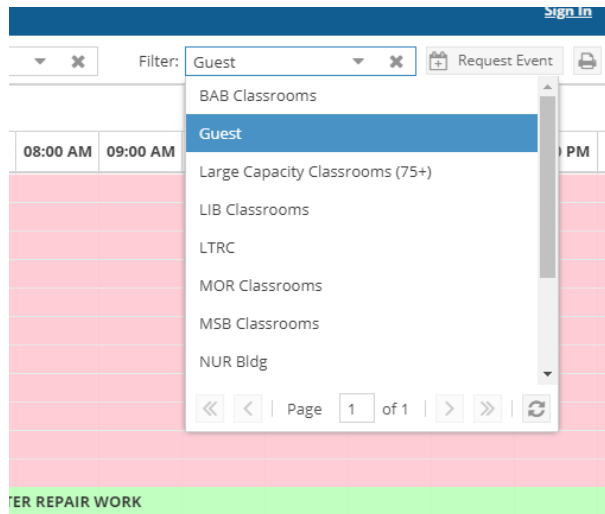 Sign In
Filter: Guest Request Event
BAB Classrooms
Guest
08:00 AM 09:00 AM PM
Large Capacity Classrooms (75+)
LIB Classrooms
LTRC
MOR Classrooms
MSB Classrooms
NUR Bldg
Page 1 of 1
TER REPAIR WORK